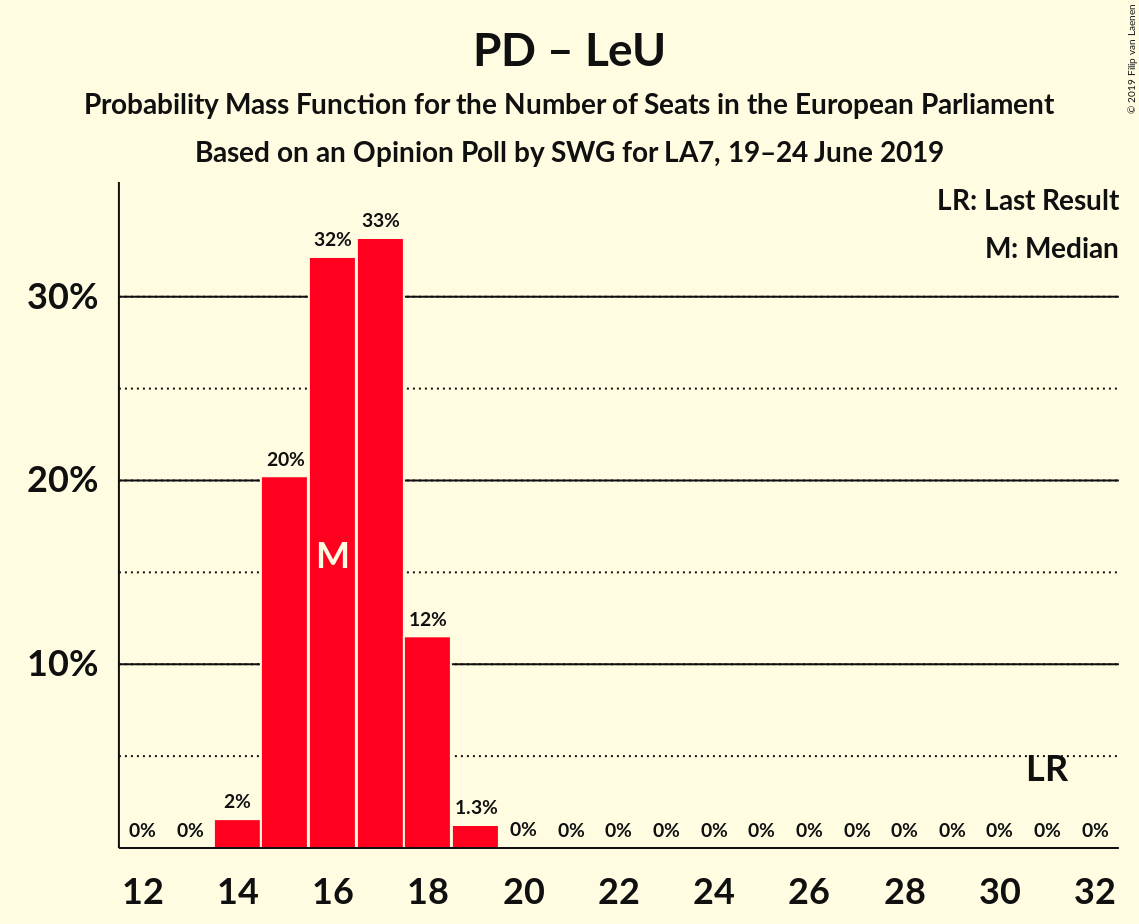 PD – LeU
Probability Mass Function for the Number of Seats in the European Parliament
Based on an Opinion Poll by SWG for LA7, 19–24 June 2019
© 2019 Filip van Laenen
LR: Last Result
M: Median
30%
20%
10%
0%
0%
2%
20%
32%
33%
12%
1.3%
0%
0%
0%
0%
0%
0%
0%
0%
0%
0%
0%
0%
0%
M
LR
12 14 16 18 20 22 24 26 28 30 32